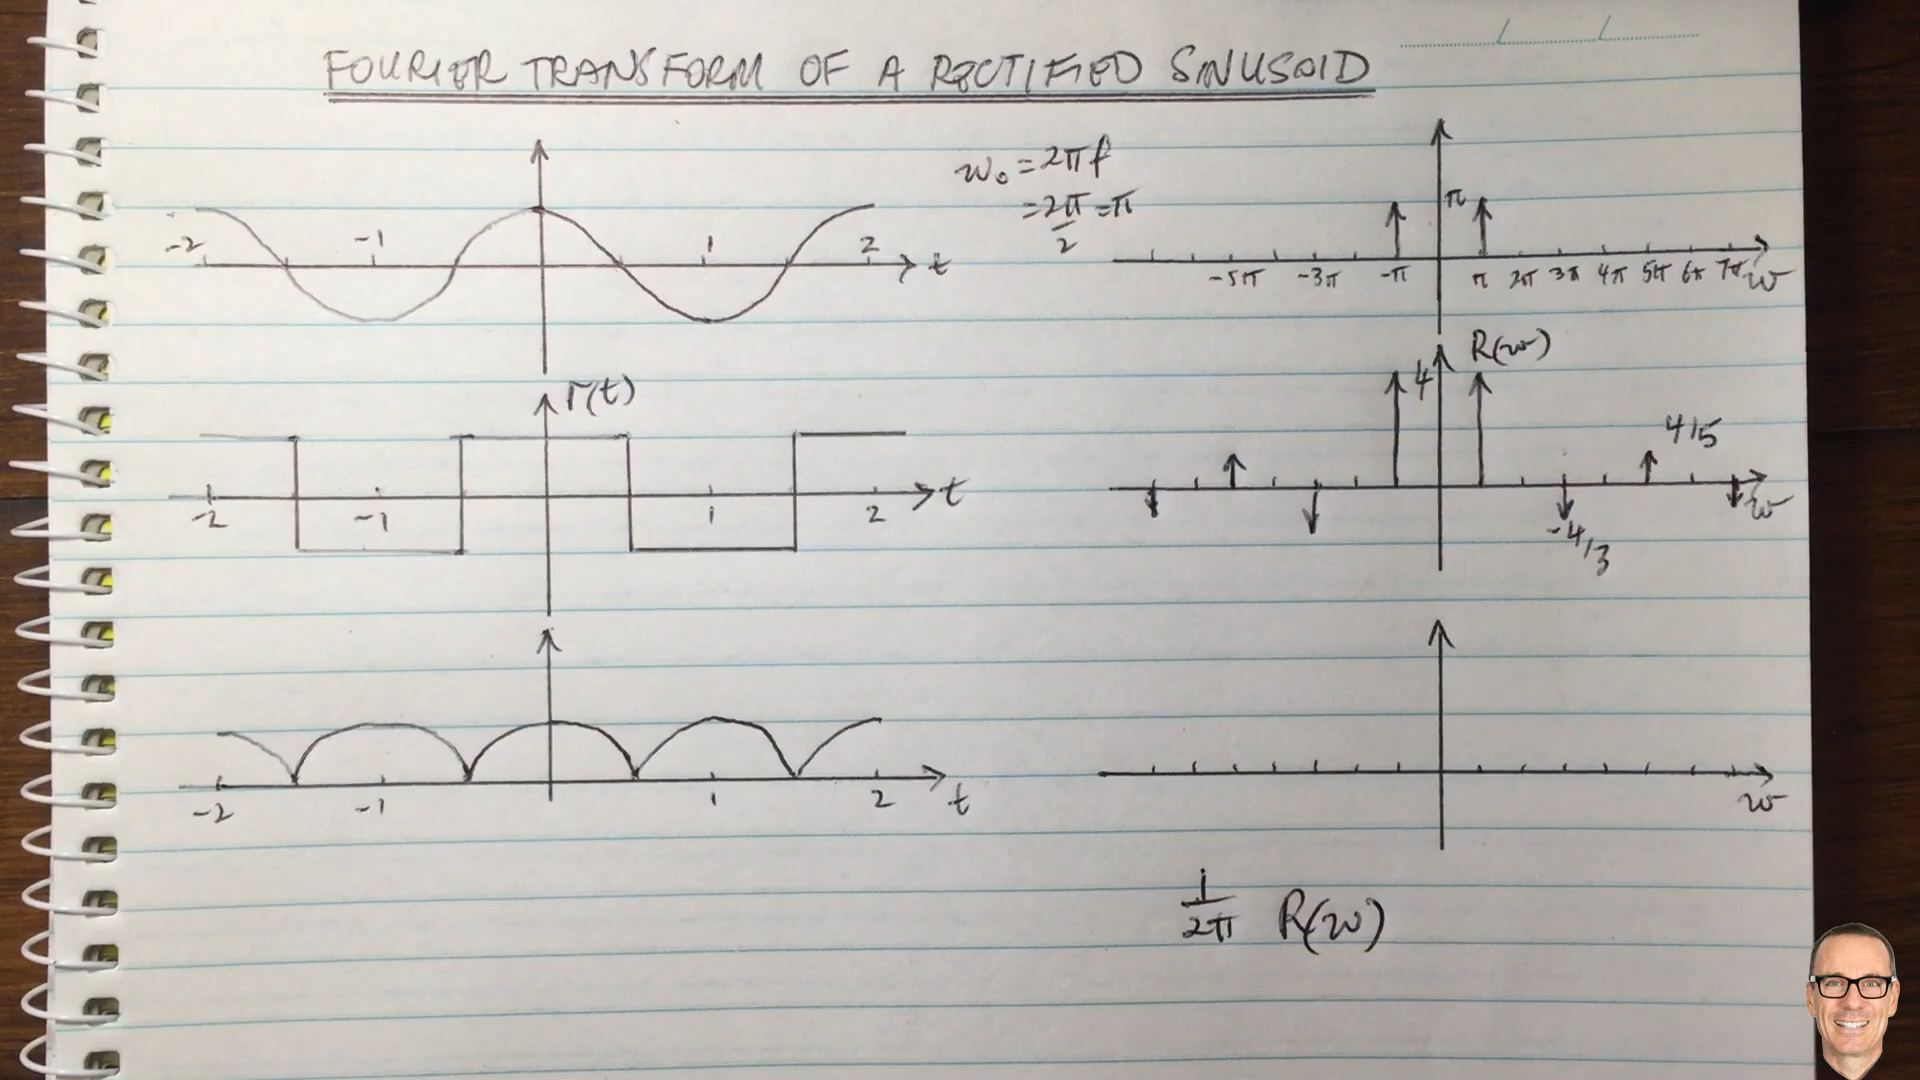 FOURIER TRANSFORM OF A RECTIFIED SINUSOID
ω₀ = 2πf
= 2π/2 = π
-2 -1 1 2 t
π
-5π -3π -π π 2π 3π 4π 5π 6π 7π ω
r(t)
-2 -1 1 2 t
R(ω)
4
4/5
-4/3
ω
-2 -1 1 2 t
ω
1/2π R(ω)